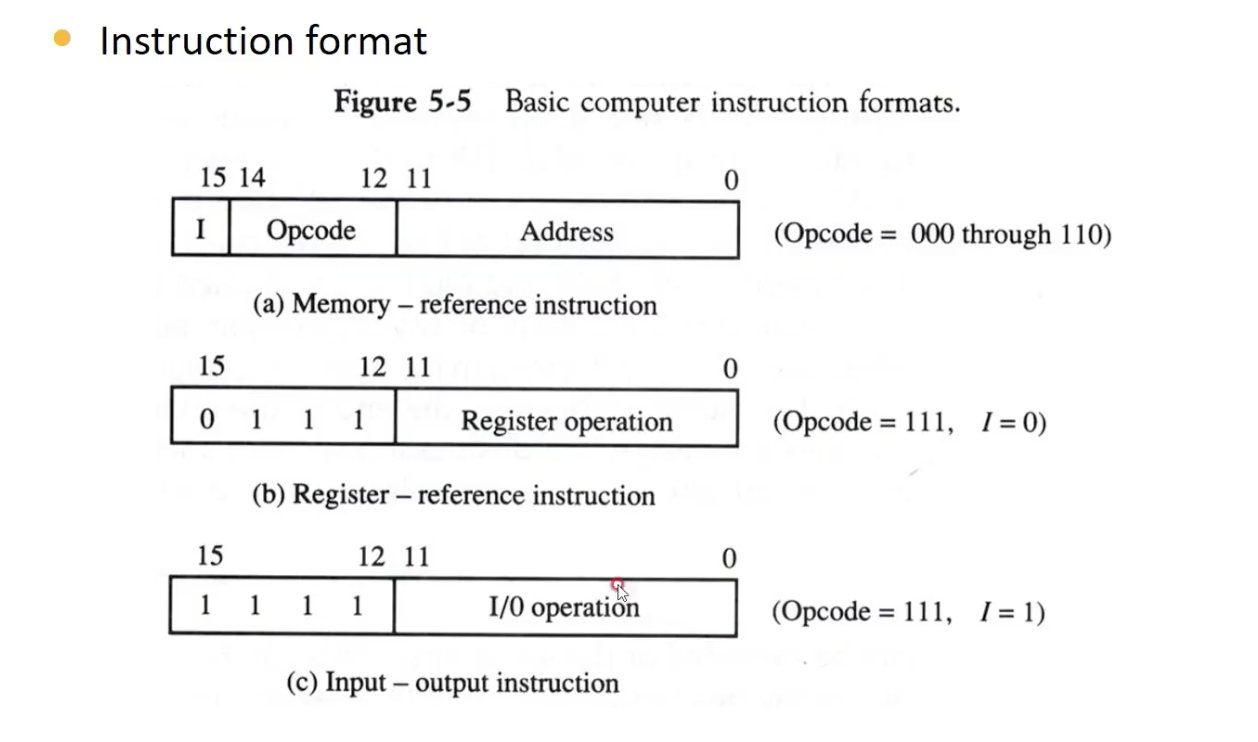 Instruction format
Figure 5-5 Basic computer instruction formats.
15 14 12 11 0
I Opcode Address (Opcode = 000 through 110)
(a) Memory – reference instruction
15 12 11 0
0 1 1 1 Register operation (Opcode = 111, I = 0)
(b) Register – reference instruction
15 12 11 0
1 1 1 1 I/0 operation (Opcode = 111, I = 1)
(c) Input – output instruction